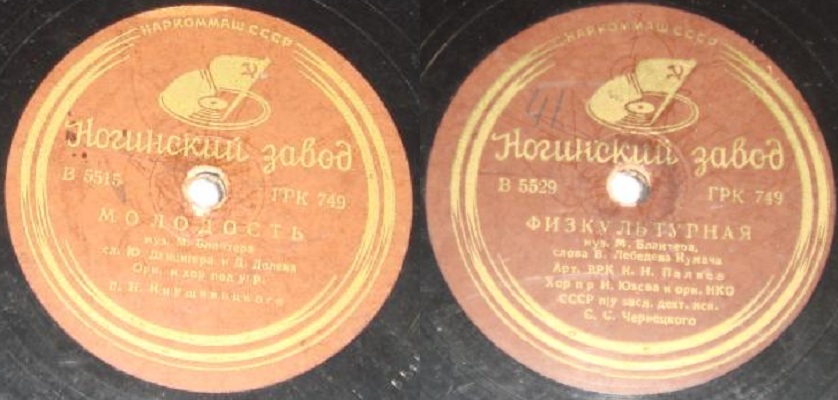 НАРКОММАШ СССР
Ногинский завод
В 5515
ГРК 749
МОЛОДОСТЬ
муз. М. Блантера
сл. Ю. Данцигера и Д. Долева
Орк. и хор под упр.
НАРКОММАШ СССР
41
Ногинский завод
В 5529
ГРК 749
ФИЗКУЛЬТУРНАЯ
муз. М. Блантера,
слова В. Лебедева Кумача
Арт. ВРК К. Н. Поляев
Хор п/р И. Юхова и орк. НКО
СССР п/у засл. деят. иск.
С. С. Чернецкого